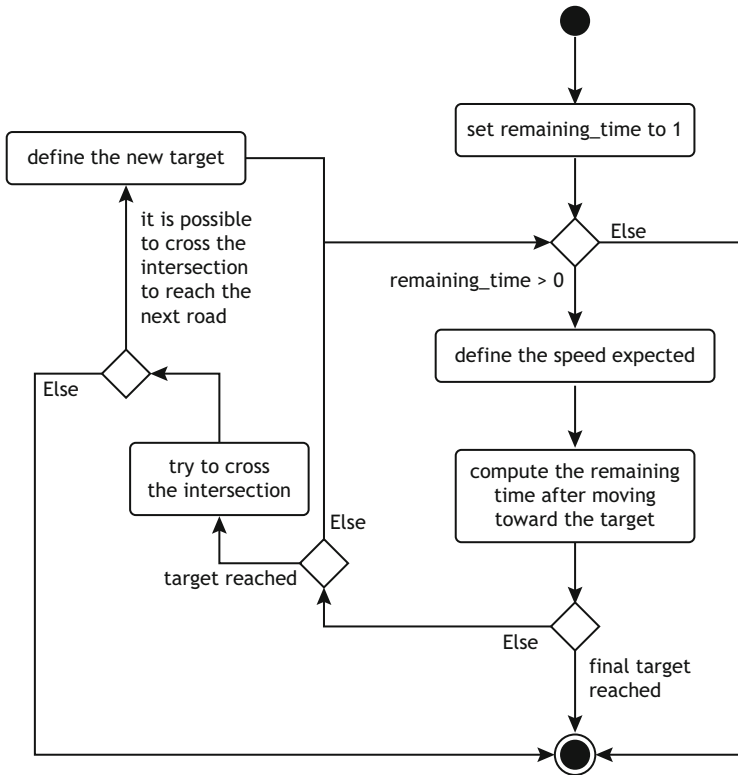 set remaining_time to 1
define the new target
it is possible
to cross the
intersection
to reach the
next road
Else
remaining_time > 0
define the speed expected
Else
try to cross
the intersection
compute the remaining
time after moving
toward the target
Else
target reached
Else
final target
reached